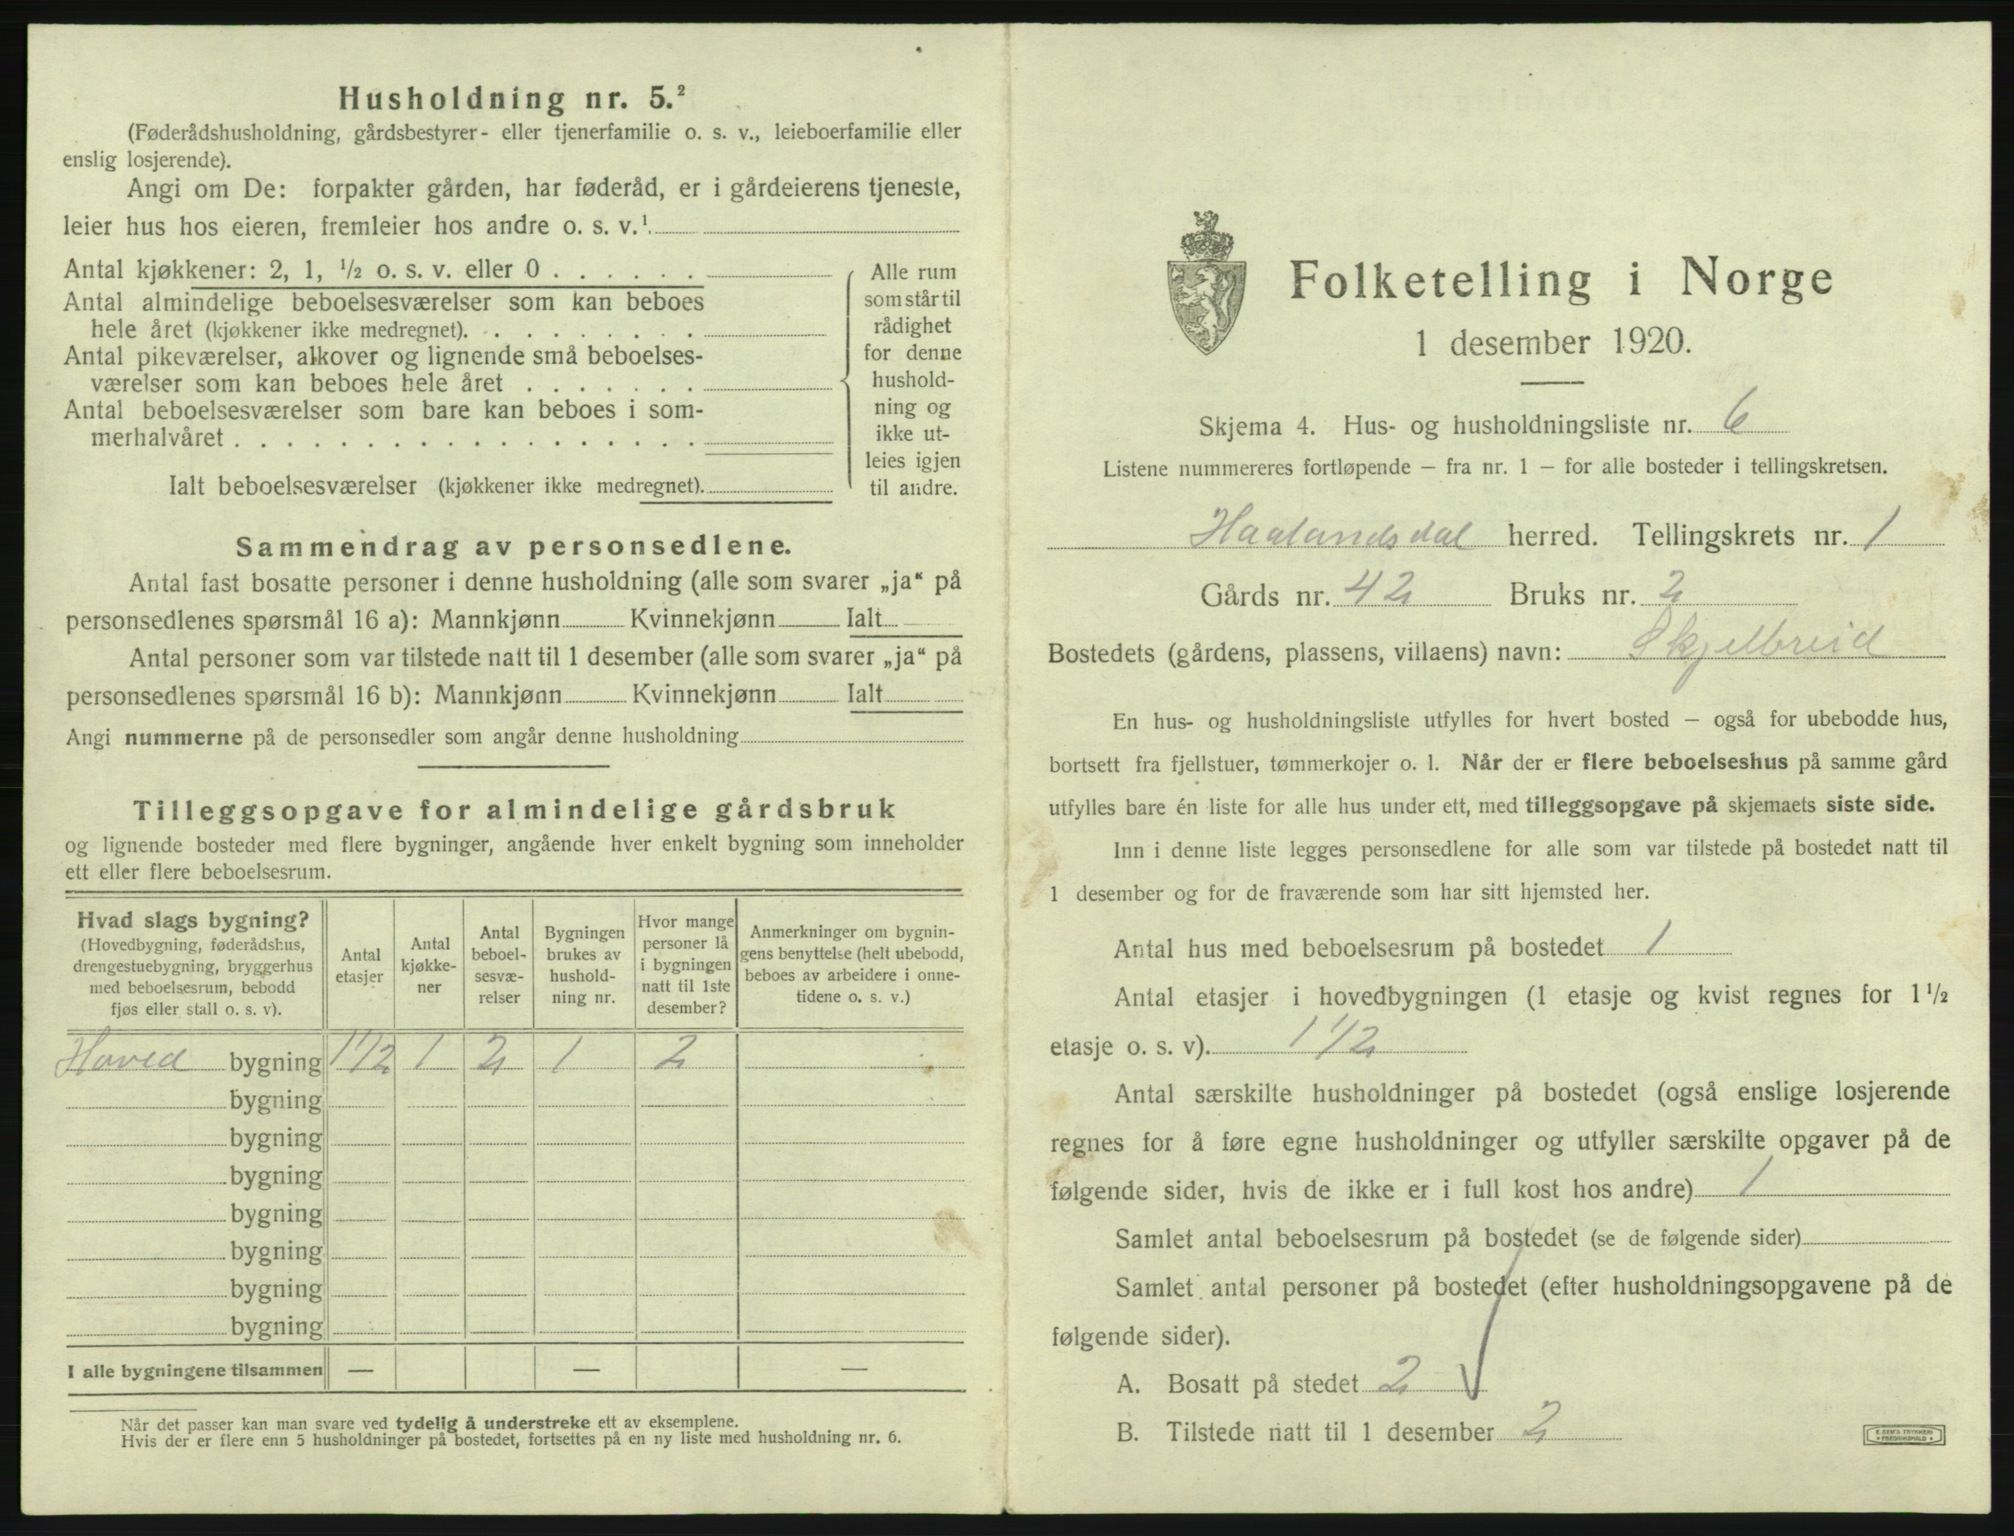 Husholdning nr. 5.²
(Føderådshusholdning, gårdsbestyrer- eller tjenerfamilie o. s. v., leieboerfamilie eller
enslig losjerende).
Angi om De: forpakter gården, har føderåd, er i gårdeierens tjeneste,
leier hus hos eieren, fremleier hos andre o. s. v.¹
Antal kjøkkener: 2, 1, ½ o. s. v. eller 0 . . . . . .
Antal almindelige beboelsesværelser som kan beboes
hele året (kjøkkener ikke medregnet). . . . . . . . .
Antal pikeværelser, alkover og lignende små beboelses-
værelser som kan beboes hele året . . . . . . .
Antal beboelsesværelser som bare kan beboes i som-
merhalvåret . . . . . . . . . . . . . . . . . .
Ialt beboelsesværelser (kjøkkener ikke medregnet).
Alle rum
som står til
rådighet
for denne
hushold-
ning og
ikke ut-
leies igjen
til andre.
Sammendrag av personsedlene.
Antal fast bosatte personer i denne husholdning (alle som svarer „ja“ på
personsedlenes spørsmål 16 a): Mannkjønn Kvinnekjønn Ialt
Antal personer som var tilstede natt til 1 desember (alle som svarer „ja“ på
personsedlenes spørsmål 16 b): Mannkjønn Kvinnekjønn Ialt
Angi nummerne på de personsedler som angår denne husholdning
Tilleggsopgave for almindelige gårdsbruk
og lignende bosteder med flere bygninger, angående hver enkelt bygning som inneholder
ett eller flere beboelsesrum.
Hvad slags bygning?
(Hovedbygning, føderådshus,
drengestuebygning, bryggerhus
med beboelsesrum, bebodd
fjøs eller stall o. s. v).
Antal
etasjer
Antal
kjøkke-
ner
Antal
beboel-
sesvæ-
relser
Bygningen
brukes av
hushold-
ning nr.
Hvor mange
personer lå
i bygningen
natt til 1ste
desember?
Anmerkninger om bygnin-
gens benyttelse (helt ubebodd,
beboes av arbeidere i onne-
tidene o. s. v.)
Hoved bygning 1 1/2 1 2 1 2
bygning
bygning
bygning
bygning
bygning
bygning
bygning
I alle bygningene tilsammen — — —
Når det passer kan man svare ved tydelig å understreke ett av eksemplene.
Hvis der er flere enn 5 husholdninger på bostedet, fortsettes på en ny liste med husholdning nr. 6.
Folketelling i Norge
1 desember 1920.
Skjema 4. Hus- og husholdningsliste nr. 6
Listene nummereres fortløpende – fra nr. 1 – for alle bosteder i tellingskretsen.
Haalandsdal herred. Tellingskrets nr. 1
Gårds nr. 42 Bruks nr. 2
Bostedets (gårdens, plassens, villaens) navn: Skjelbreid
En hus- og husholdningsliste utfylles for hvert bosted – også for ubebodde hus,
bortsett fra fjellstuer, tømmerkojer o. l. Når der er flere beboelseshus på samme gård
utfylles bare én liste for alle hus under ett, med tilleggsopgave på skjemaets siste side.
Inn i denne liste legges personsedlene for alle som var tilstede på bostedet natt til
1 desember og for de fraværende som har sitt hjemsted her.
Antal hus med beboelsesrum på bostedet 1
Antal etasjer i hovedbygningen (1 etasje og kvist regnes for 1½
etasje o. s. v). 1 1/2
Antal særskilte husholdninger på bostedet (også enslige losjerende
regnes for å føre egne husholdninger og utfyller særskilte opgaver på de
følgende sider, hvis de ikke er i full kost hos andre) 1
Samlet antal beboelsesrum på bostedet (se de følgende sider)
Samlet antal personer på bostedet (efter husholdningsopgavene på de
følgende sider).
A. Bosatt på stedet 2
B. Tilstede natt til 1 desember 2
E. SEM'S TRYKKERI
FREDRIKSHALD